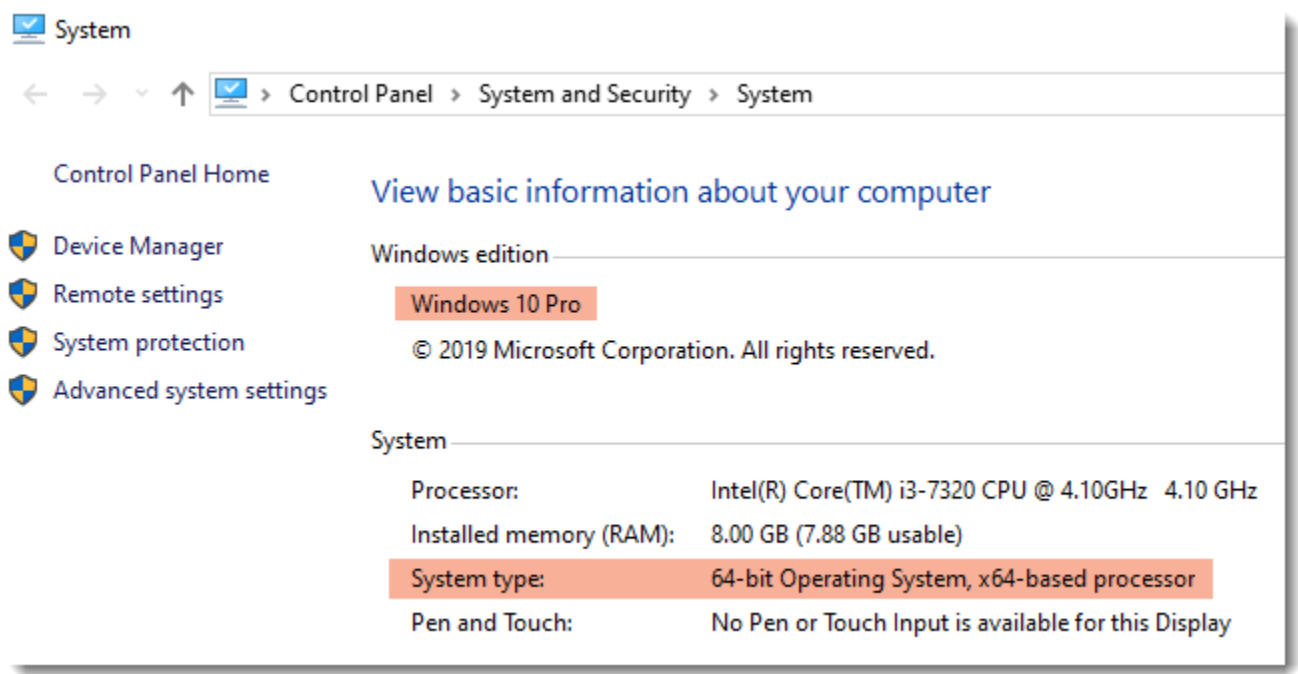 System
Control Panel > System and Security > System
Control Panel Home
Device Manager
Remote settings
System protection
Advanced system settings
View basic information about your computer
Windows edition
Windows 10 Pro
© 2019 Microsoft Corporation. All rights reserved.
System
Processor: Intel(R) Core(TM) i3-7320 CPU @ 4.10GHz 4.10 GHz
Installed memory (RAM): 8.00 GB (7.88 GB usable)
System type: 64-bit Operating System, x64-based processor
Pen and Touch: No Pen or Touch Input is available for this Display